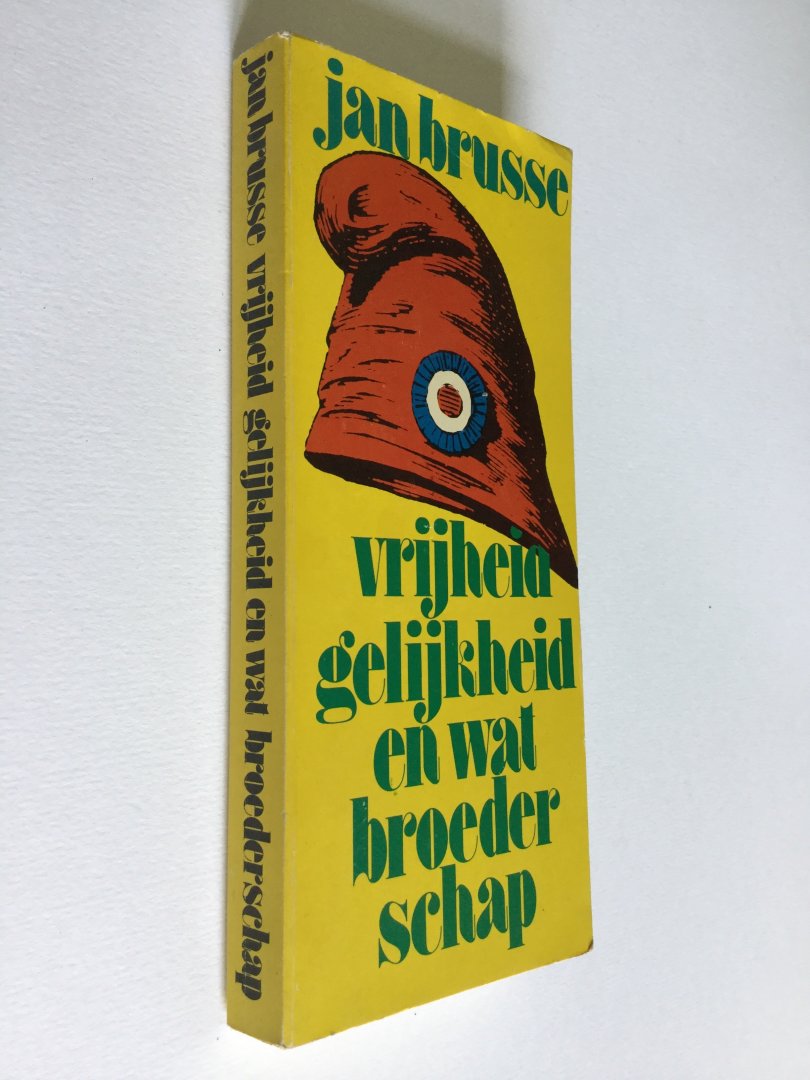 jan brusse vrijheid gelijkheid en wat broederschap
jan brusse
vrijheid
gelijkheid
en wat
broeder
schap